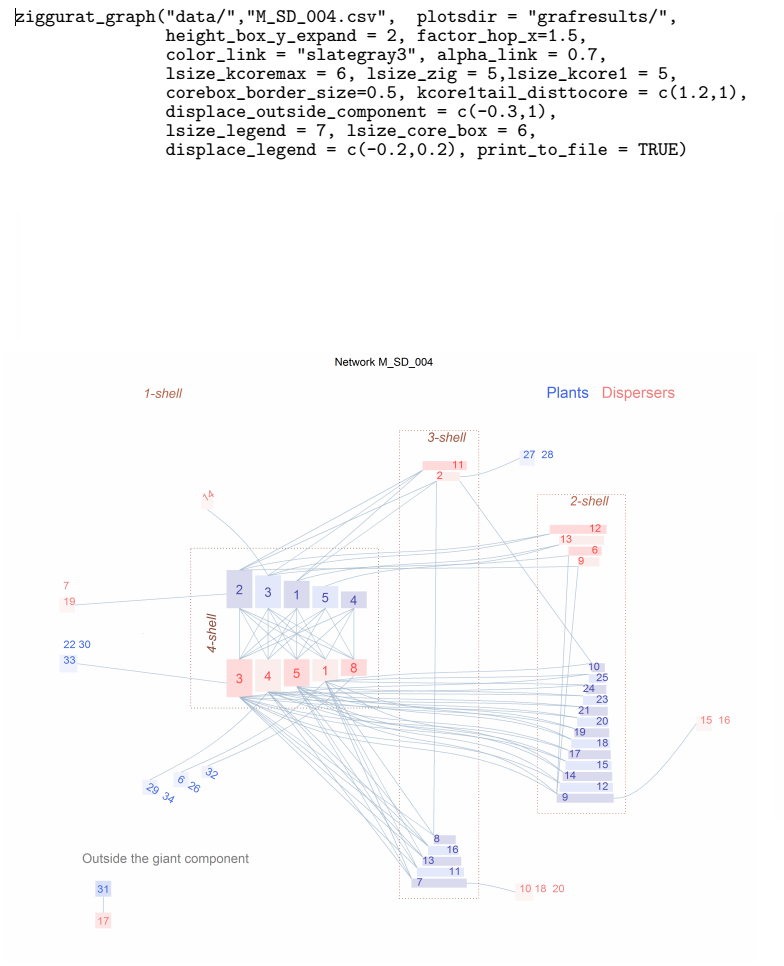 ziggurat_graph("data/","M_SD_004.csv", plotsdir = "grafresults/",
height_box_y_expand = 2, factor_hop_x=1.5,
color_link = "slategray3", alpha_link = 0.7,
lsize_kcoremax = 6, lsize_zig = 5,lsize_kcore1 = 5,
corebox_border_size=0.5, kcore1tail_disttocore = c(1.2,1),
displace_outside_component = c(-0.3,1),
lsize_legend = 7, lsize_core_box = 6,
displace_legend = c(-0.2,0.2), print_to_file = TRUE)
Network M_SD_004
1-shell
Plants Dispersers
3-shell
11
2
27 28
2-shell
12
13
6
9
14
4-shell
2 3 1 5 4
3 4 5 1 8
7
19
22 30
33
10
25
24
23
21
20
19
18
17
15
14
12
9
15 16
29 34
6 26
32
8
16
13
11
7
10 18 20
Outside the giant component
31
17